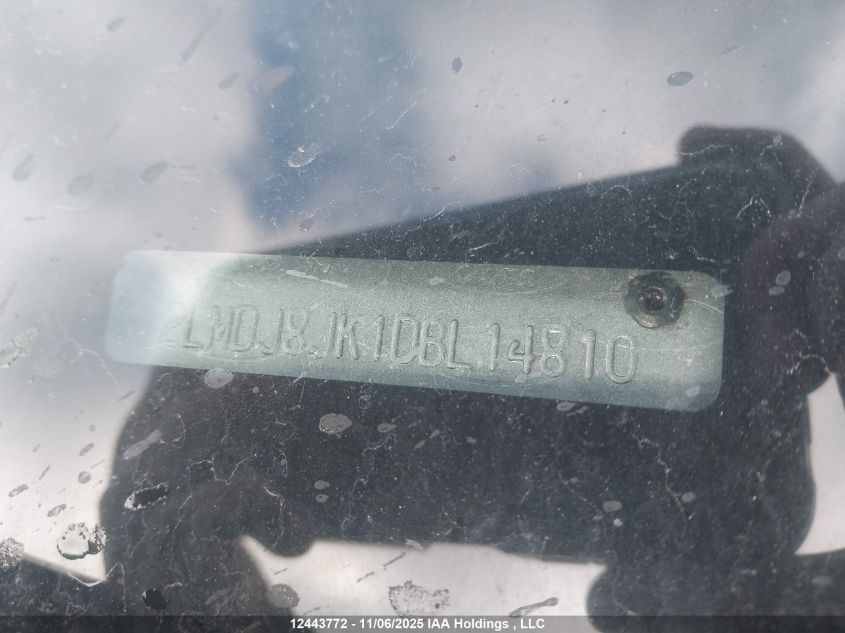 2LMDJ8JK1DBL14810
12443772 - 11/06/2025 IAA Holdings , LLC